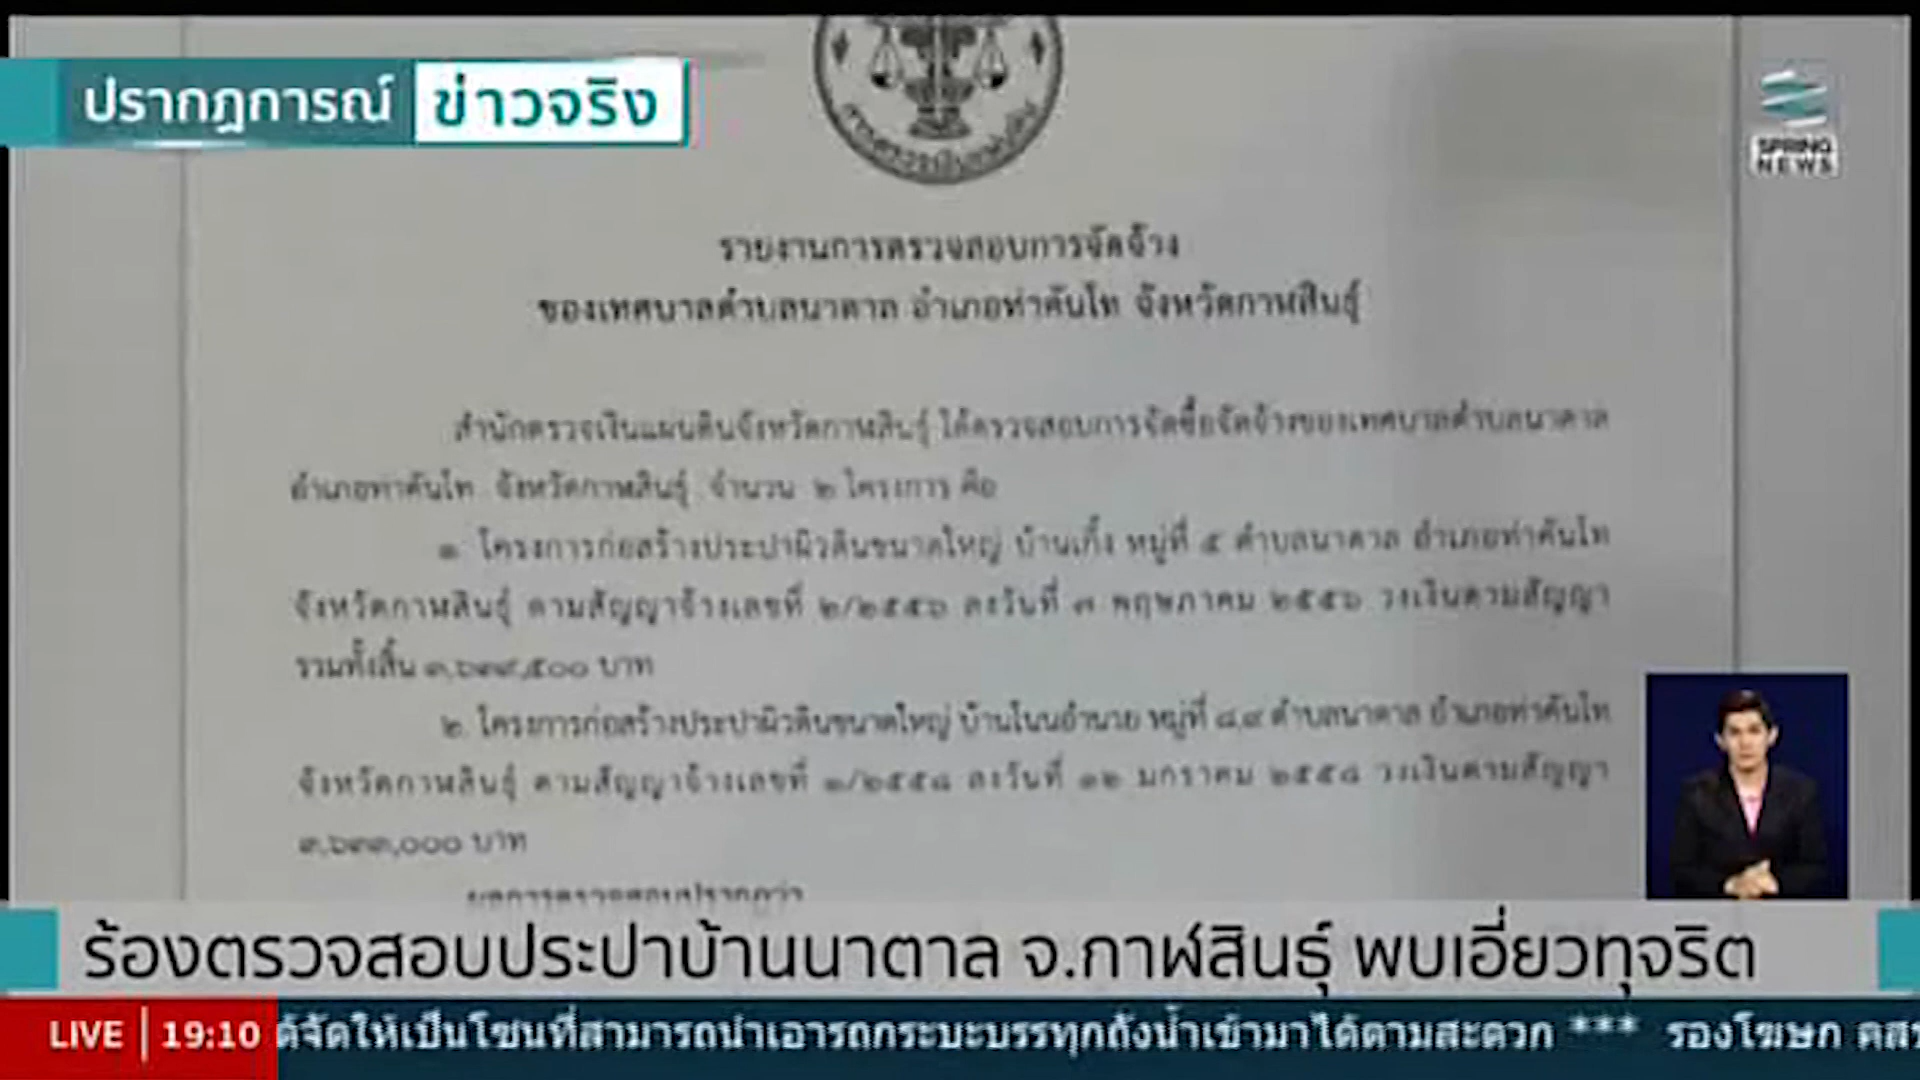 ปรากฏการณ์ ข่าวจริง
SPRING
NEWS
รายงานการตรวจสอบการจัดจ้าง
ของเทศบาลตำบลนาตาล อำเภอท่าคันโท จังหวัดกาฬสินธุ์
สำนักตรวจเงินแผ่นดินจังหวัดกาฬสินธุ์ ได้ตรวจสอบการจัดซื้อจัดจ้างของเทศบาลตำบลนาตาล
อำเภอท่าคันโท จังหวัดกาฬสินธุ์ จำนวน ๒ โครงการ คือ
๑. โครงการก่อสร้างประปาผิวดินขนาดใหญ่ บ้านเกิ้ง หมู่ที่ ๕ ตำบลนาตาล อำเภอท่าคันโท
จังหวัดกาฬสินธุ์ ตามสัญญาจ้างเลขที่ ๒/๒๕๕๖ ลงวันที่ ๗ พฤษภาคม ๒๕๕๖ วงเงินตามสัญญา
รวมทั้งสิ้น บาท
๒. โครงการก่อสร้างประปาผิวดินขนาดใหญ่ บ้านโนนอำนวย หมู่ที่ ๘,๙ ตำบลนาตาล อำเภอท่าคันโท
จังหวัดกาฬสินธุ์ ตามสัญญาจ้างเลขที่ ๑/๒๕๕๘ ลงวันที่ ๑๒ มกราคม ๒๕๕๘ วงเงินตามสัญญา
บาท
ผลการตรวจสอบปรากฏว่า
ร้องตรวจสอบประปาบ้านนาตาล จ.กาฬสินธุ์ พบเอี่ยวทุจริต
LIVE 19:10 ด้จัดให้เป็นโซนที่สามารถนำเอารถกระบะบรรทุกถังน้ำเข้ามาได้ตามสะดวก *** รองโฆษก คสช